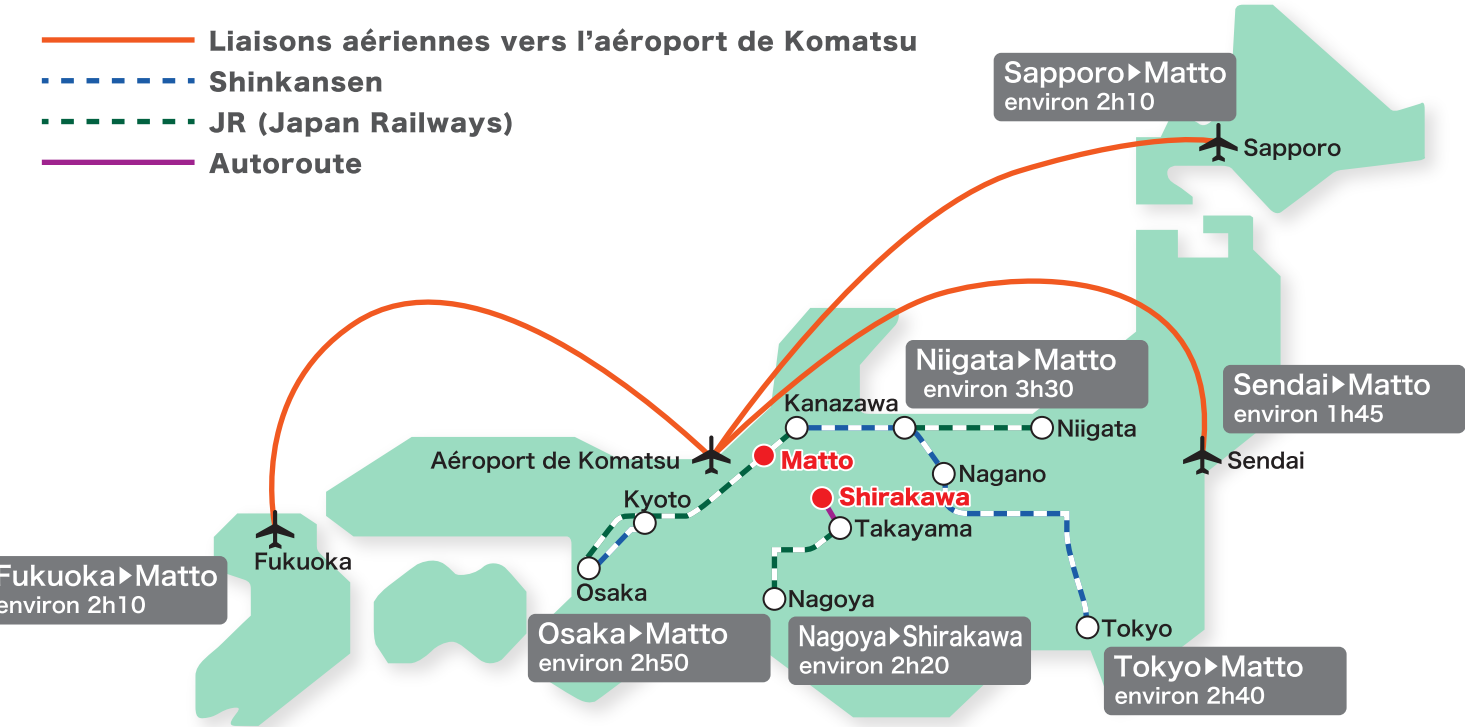 Liaisons aériennes vers l’aéroport de Komatsu
Shinkansen
JR (Japan Railways)
Autoroute
Sapporo▶Matto
environ 2h10
Sapporo
Niigata▶Matto
environ 3h30
Sendai▶Matto
environ 1h45
Kanazawa
Niigata
Aéroport de Komatsu
Matto
Sendai
Nagano
Shirakawa
Kyoto
Takayama
Fukuoka
Fukuoka▶Matto
environ 2h10
Osaka
Nagoya
Tokyo
Osaka▶Matto
environ 2h50
Nagoya▶Shirakawa
environ 2h20
Tokyo▶Matto
environ 2h40